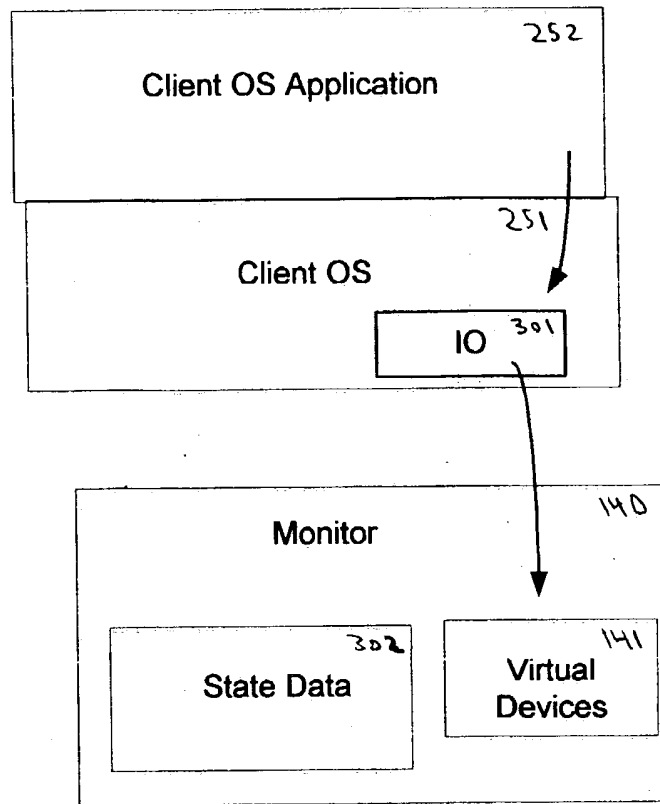 252
Client OS Application
251
Client OS
IO
301
140
Monitor
302
State Data
141
Virtual
Devices